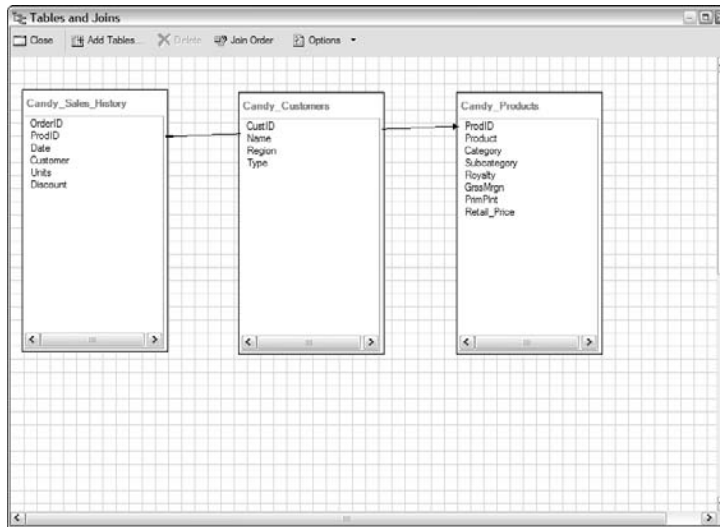 Tables and Joins
Close Add Tables... Delete Join Order Options
Candy_Sales_History
OrderID
ProdID
Date
Customer
Units
Discount
Candy_Customers
CustID
Name
Region
Type
Candy_Products
ProdID
Product
Category
Subcategory
Royalty
GrssMrgn
PrmPlnt
Retail_Price